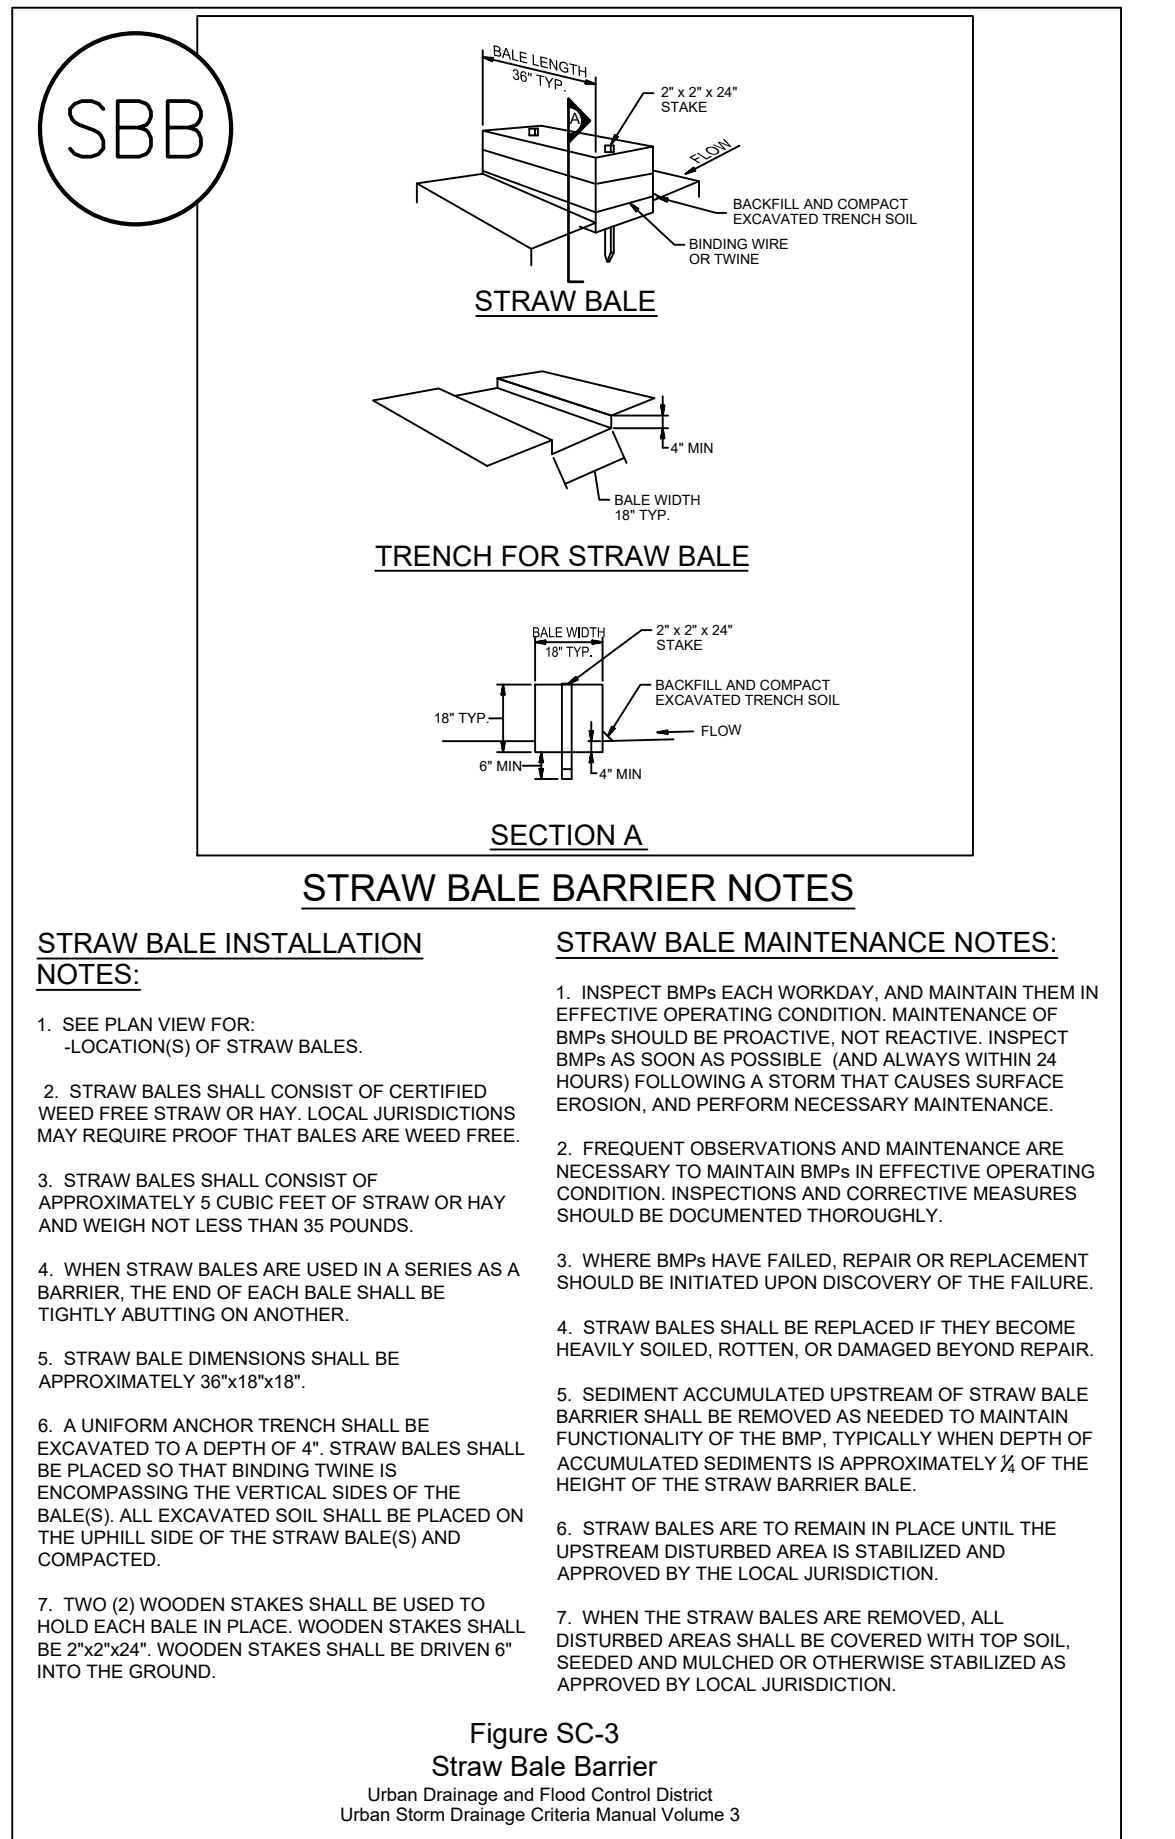 SBB
BALE LENGTH
36" TYP.
2" x 2" x 24"
STAKE
A
FLOW
BACKFILL AND COMPACT
EXCAVATED TRENCH SOIL
BINDING WIRE
OR TWINE
STRAW BALE
4" MIN
BALE WIDTH
18" TYP.
TRENCH FOR STRAW BALE
BALE WIDTH
18" TYP.
2" x 2" x 24"
STAKE
BACKFILL AND COMPACT
EXCAVATED TRENCH SOIL
18" TYP.
FLOW
6" MIN
4" MIN
SECTION A
STRAW BALE BARRIER NOTES
STRAW BALE INSTALLATION
NOTES:
1. SEE PLAN VIEW FOR:
-LOCATION(S) OF STRAW BALES.
2. STRAW BALES SHALL CONSIST OF CERTIFIED
WEED FREE STRAW OR HAY. LOCAL JURISDICTIONS
MAY REQUIRE PROOF THAT BALES ARE WEED FREE.
3. STRAW BALES SHALL CONSIST OF
APPROXIMATELY 5 CUBIC FEET OF STRAW OR HAY
AND WEIGH NOT LESS THAN 35 POUNDS.
4. WHEN STRAW BALES ARE USED IN A SERIES AS A
BARRIER, THE END OF EACH BALE SHALL BE
TIGHTLY ABUTTING ON ANOTHER.
5. STRAW BALE DIMENSIONS SHALL BE
APPROXIMATELY 36"x18"x18".
6. A UNIFORM ANCHOR TRENCH SHALL BE
EXCAVATED TO A DEPTH OF 4". STRAW BALES SHALL
BE PLACED SO THAT BINDING TWINE IS
ENCOMPASSING THE VERTICAL SIDES OF THE
BALE(S). ALL EXCAVATED SOIL SHALL BE PLACED ON
THE UPHILL SIDE OF THE STRAW BALE(S) AND
COMPACTED.
7. TWO (2) WOODEN STAKES SHALL BE USED TO
HOLD EACH BALE IN PLACE. WOODEN STAKES SHALL
BE 2"x2"x24". WOODEN STAKES SHALL BE DRIVEN 6"
INTO THE GROUND.
STRAW BALE MAINTENANCE NOTES:
1. INSPECT BMPs EACH WORKDAY, AND MAINTAIN THEM IN
EFFECTIVE OPERATING CONDITION. MAINTENANCE OF
BMPs SHOULD BE PROACTIVE, NOT REACTIVE. INSPECT
BMPs AS SOON AS POSSIBLE (AND ALWAYS WITHIN 24
HOURS) FOLLOWING A STORM THAT CAUSES SURFACE
EROSION, AND PERFORM NECESSARY MAINTENANCE.
2. FREQUENT OBSERVATIONS AND MAINTENANCE ARE
NECESSARY TO MAINTAIN BMPs IN EFFECTIVE OPERATING
CONDITION. INSPECTIONS AND CORRECTIVE MEASURES
SHOULD BE DOCUMENTED THOROUGHLY.
3. WHERE BMPs HAVE FAILED, REPAIR OR REPLACEMENT
SHOULD BE INITIATED UPON DISCOVERY OF THE FAILURE.
4. STRAW BALES SHALL BE REPLACED IF THEY BECOME
HEAVILY SOILED, ROTTEN, OR DAMAGED BEYOND REPAIR.
5. SEDIMENT ACCUMULATED UPSTREAM OF STRAW BALE
BARRIER SHALL BE REMOVED AS NEEDED TO MAINTAIN
FUNCTIONALITY OF THE BMP, TYPICALLY WHEN DEPTH OF
ACCUMULATED SEDIMENTS IS APPROXIMATELY ¼ OF THE
HEIGHT OF THE STRAW BARRIER BALE.
6. STRAW BALES ARE TO REMAIN IN PLACE UNTIL THE
UPSTREAM DISTURBED AREA IS STABILIZED AND
APPROVED BY THE LOCAL JURISDICTION.
7. WHEN THE STRAW BALES ARE REMOVED, ALL
DISTURBED AREAS SHALL BE COVERED WITH TOP SOIL,
SEEDED AND MULCHED OR OTHERWISE STABILIZED AS
APPROVED BY LOCAL JURISDICTION.
Figure SC-3
Straw Bale Barrier
Urban Drainage and Flood Control District
Urban Storm Drainage Criteria Manual Volume 3